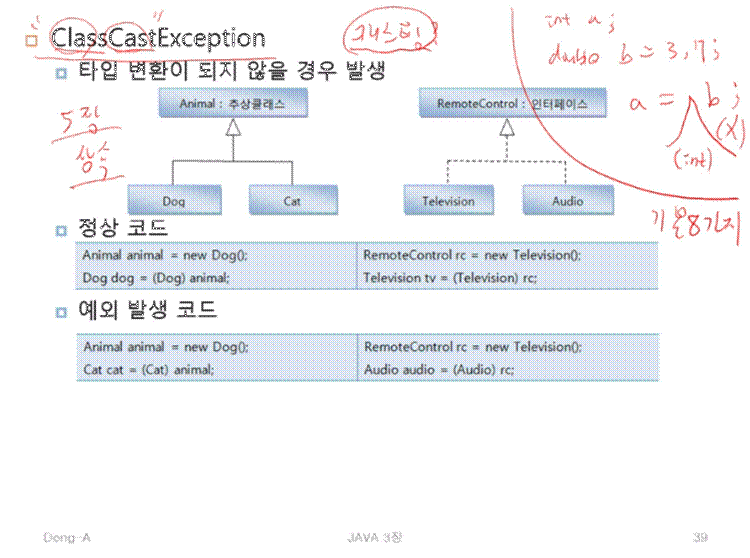 ClassCastException
캐스팅!
타입 변환이 되지 않을 경우 발생
int a;
double b = 3.7;
a = b;
(int)
(X)
기본8가지
5장
상속
Animal : 추상클래스
RemoteControl : 인터페이스
Dog
Cat
Television
Audio
정상 코드
Animal animal = new Dog();
Dog dog = (Dog) animal;
RemoteControl rc = new Television();
Television tv = (Television) rc;
예외 발생 코드
Animal animal = new Dog();
Cat cat = (Cat) animal;
RemoteControl rc = new Television();
Audio audio = (Audio) rc;
Dong-A
JAVA 3장
39